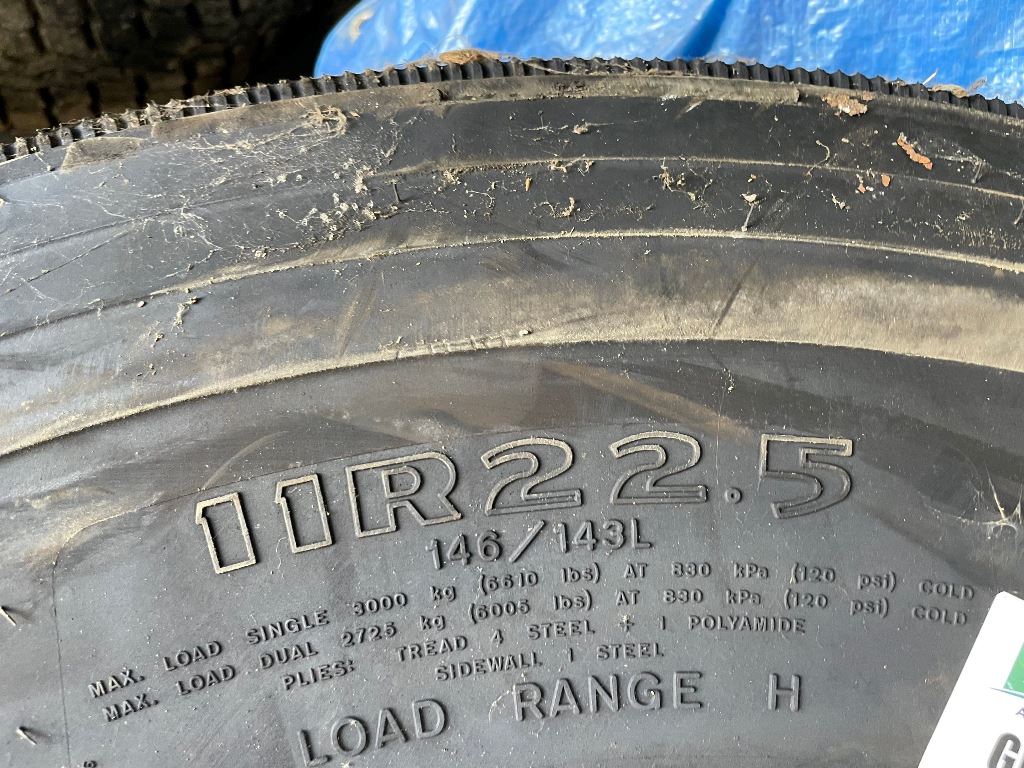 11R22.5
146/143L
MAX. LOAD SINGLE 3000 kg (6610 lbs) AT 830 kPa (120 psi) COLD
MAX. LOAD DUAL 2725 kg (6005 lbs) AT 830 kPa (120 psi) COLD
PLIES: TREAD 4 STEEL + 1 POLYAMIDE
SIDEWALL 1 STEEL
LOAD RANGE H